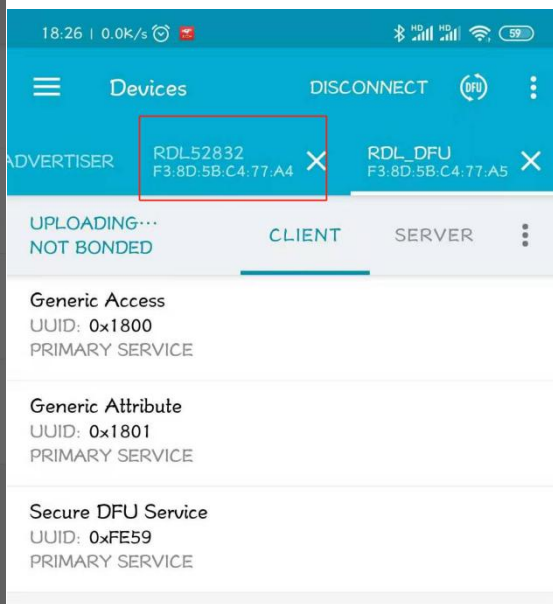 18:26 | 0.0K/s
HD HD 59
Devices DISCONNECT DFU
ADVERTISER RDL52832 RDL_DFU
F3:8D:5B:C4:77:A4 F3:8D:5B:C4:77:A5
UPLOADING···
NOT BONDED
CLIENT SERVER
Generic Access
UUID: 0x1800
PRIMARY SERVICE
Generic Attribute
UUID: 0x1801
PRIMARY SERVICE
Secure DFU Service
UUID: 0xFE59
PRIMARY SERVICE